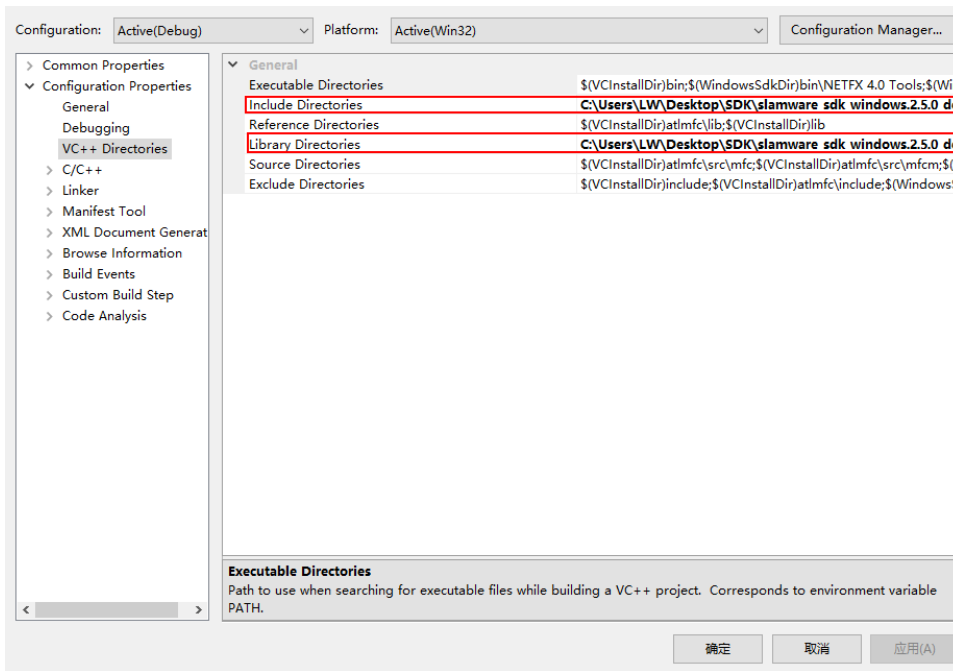 Configuration: Active(Debug) Platform: Active(Win32) Configuration Manager...
Common Properties
Configuration Properties
General
Debugging
VC++ Directories
C/C++
Linker
Manifest Tool
XML Document Generat
Browse Information
Build Events
Custom Build Step
Code Analysis
General
Executable Directories $(VCInstallDir)bin;$(WindowsSdkDir)bin\NETFX 4.0 Tools;$(Wi
Include Directories C:\Users\LW\Desktop\SDK\slamware sdk windows.2.5.0 d
Reference Directories $(VCInstallDir)atlmfc\lib;$(VCInstallDir)lib
Library Directories C:\Users\LW\Desktop\SDK\slamware sdk windows.2.5.0 d
Source Directories $(VCInstallDir)atlmfc\src\mfc;$(VCInstallDir)atlmfc\src\mfcm;$(
Exclude Directories $(VCInstallDir)include;$(VCInstallDir)atlmfc\include;$(Windows
Executable Directories
Path to use when searching for executable files while building a VC++ project. Corresponds to environment variable
PATH.
确定 取消 应用(A)